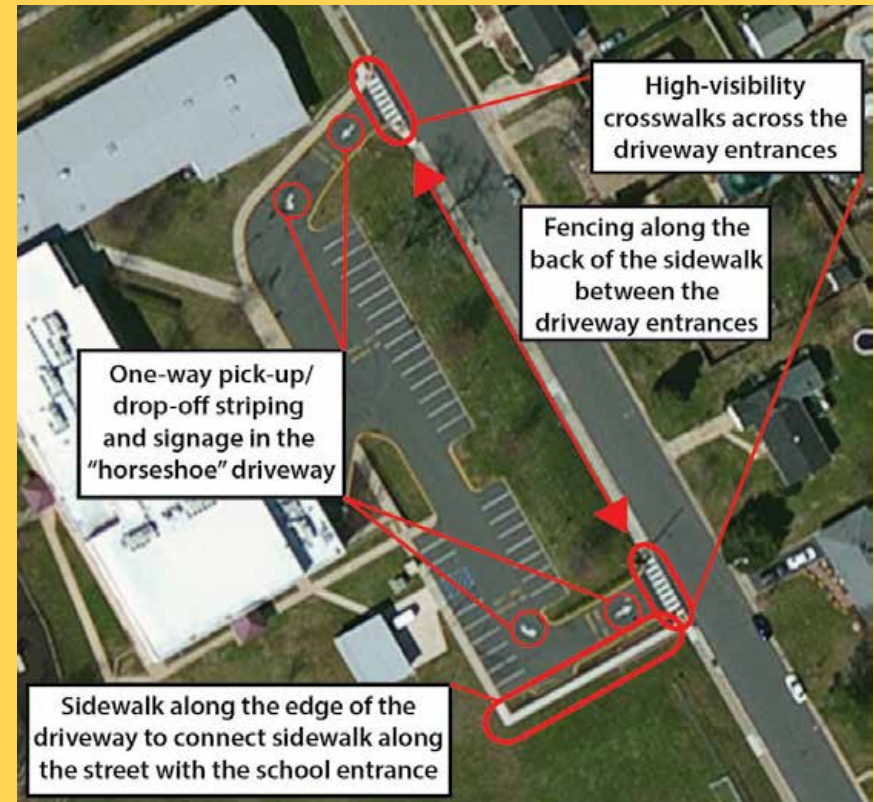 High-visibility
crosswalks across the
driveway entrances
Fencing along the
back of the sidewalk
between the
driveway entrances
One-way pick-up/
drop-off striping
and signage in the
“horseshoe” driveway
Sidewalk along the edge of the
driveway to connect sidewalk along
the street with the school entrance